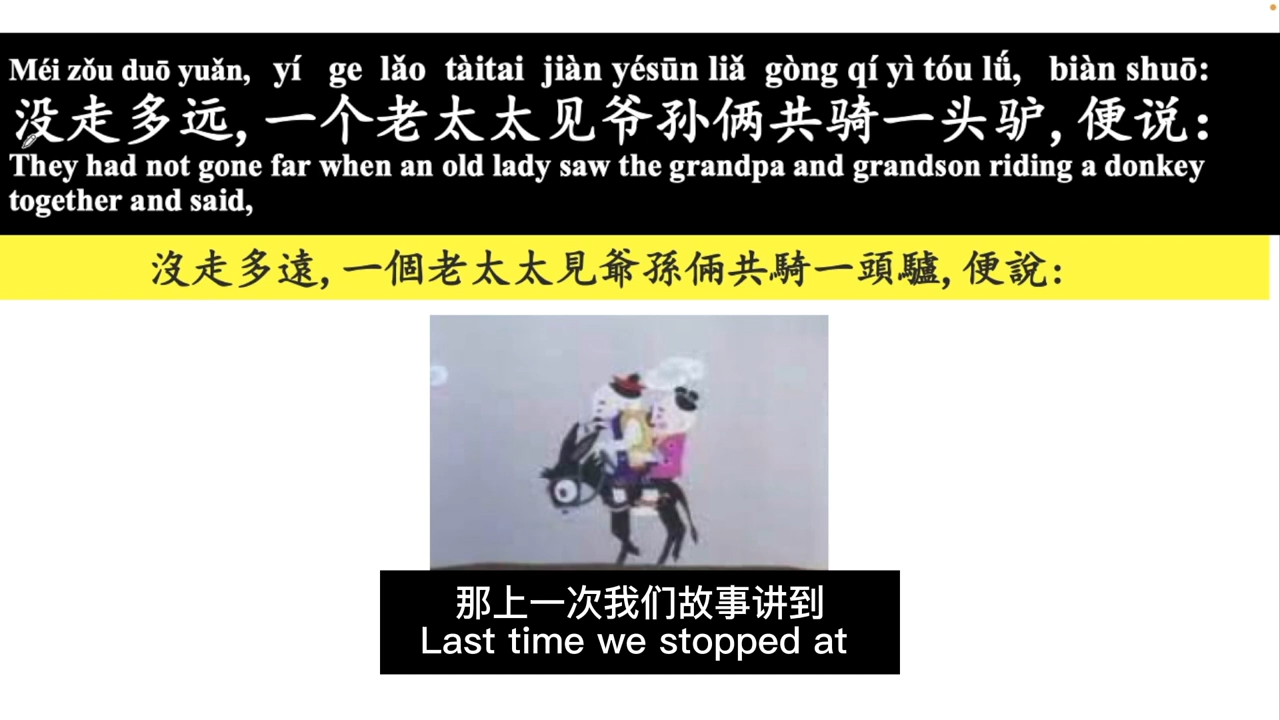 Méi zǒu duō yuǎn, yí ge lǎo tàitai jiàn yésūn liǎ gòng qí yì tóu lǘ, biàn shuō:
没走多远,一个老太太见爷孙俩共骑一头驴,便说:
They had not gone far when an old lady saw the grandpa and grandson riding a donkey
together and said,
沒走多遠,一個老太太見爺孫倆共騎一頭驢,便說:
那上一次我们故事讲到
Last time we stopped at